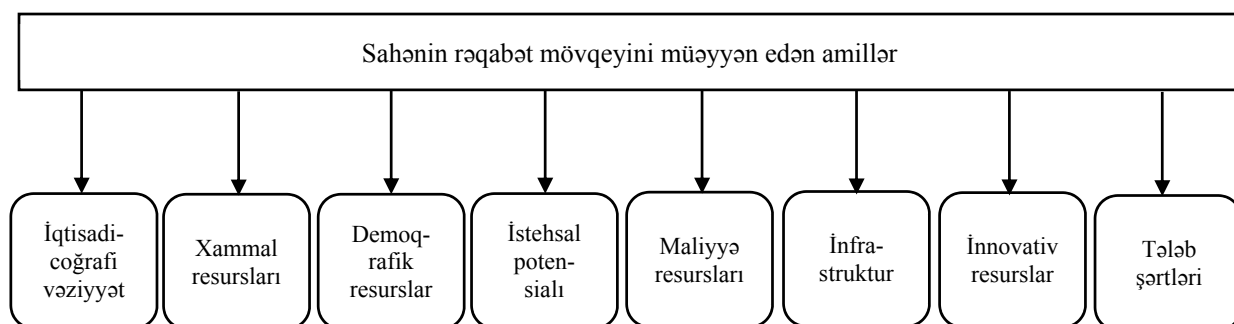 Sahənin rəqabət mövqeyini müəyyən edən amillər
İqtisadi-
coğrafi
vəziyyət
Xammal
resursları
Demoq-
rafik
resurslar
İstehsal
poten-
sialı
Maliyyə
resursları
İnfra-
struktur
İnnovativ
resurslar
Tələb
şərtləri